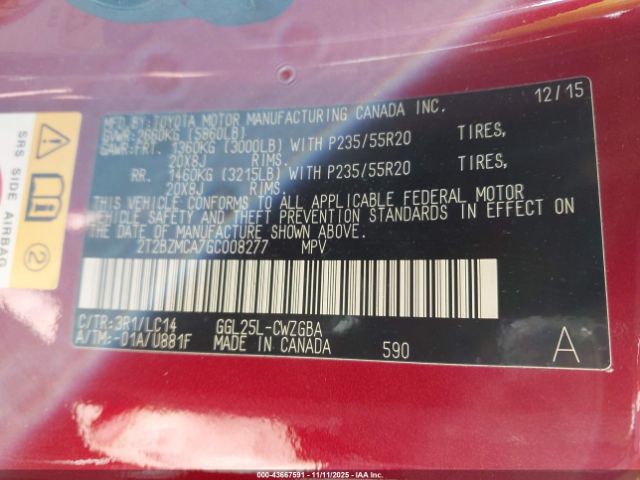 MFD BY: TOYOTA MOTOR MANUFACTURING CANADA INC. 12/15
GVWR: 2660KG (5860LB)
GAWR: FRT. 1360KG (3000LB) WITH P235/55R20 TIRES,
20X8J RIMS.
RR. 1460KG (3215LB) WITH P235/55R20 TIRES,
20X8J RIMS.
THIS VEHICLE CONFORMS TO ALL APPLICABLE FEDERAL MOTOR
VEHICLE SAFETY AND THEFT PREVENTION STANDARDS IN EFFECT ON
THE DATE OF MANUFACTURE SHOWN ABOVE.
2T2BZMCA7GC008277 MPV
C/TR: 3R1/LC14 GGL25L-CWZGBA
A/TM: -01A/U881F MADE IN CANADA 590 A
SRS SIDE AIRBAG
2
000-43667591 - 11/11/2025 - IAA Inc.